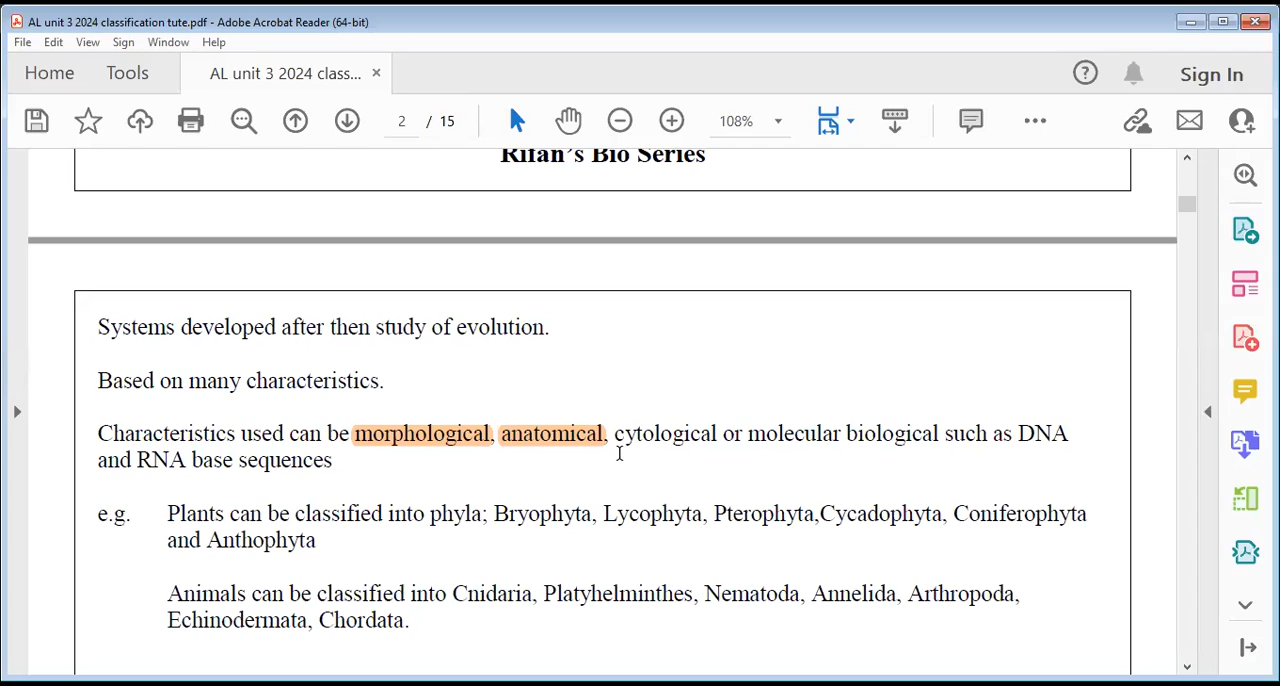 AL unit 3 2024 classification tute.pdf - Adobe Acrobat Reader (64-bit)
File Edit View Sign Window Help
Home Tools AL unit 3 2024 class... × Sign In
2 / 15 108%
Rifan's Bio Series
Systems developed after then study of evolution.
Based on many characteristics.
Characteristics used can be morphological, anatomical, cytological or molecular biological such as DNA
and RNA base sequences
e.g. Plants can be classified into phyla; Bryophyta, Lycophyta, Pterophyta,Cycadophyta, Coniferophyta
and Anthophyta
Animals can be classified into Cnidaria, Platyhelminthes, Nematoda, Annelida, Arthropoda,
Echinodermata, Chordata.